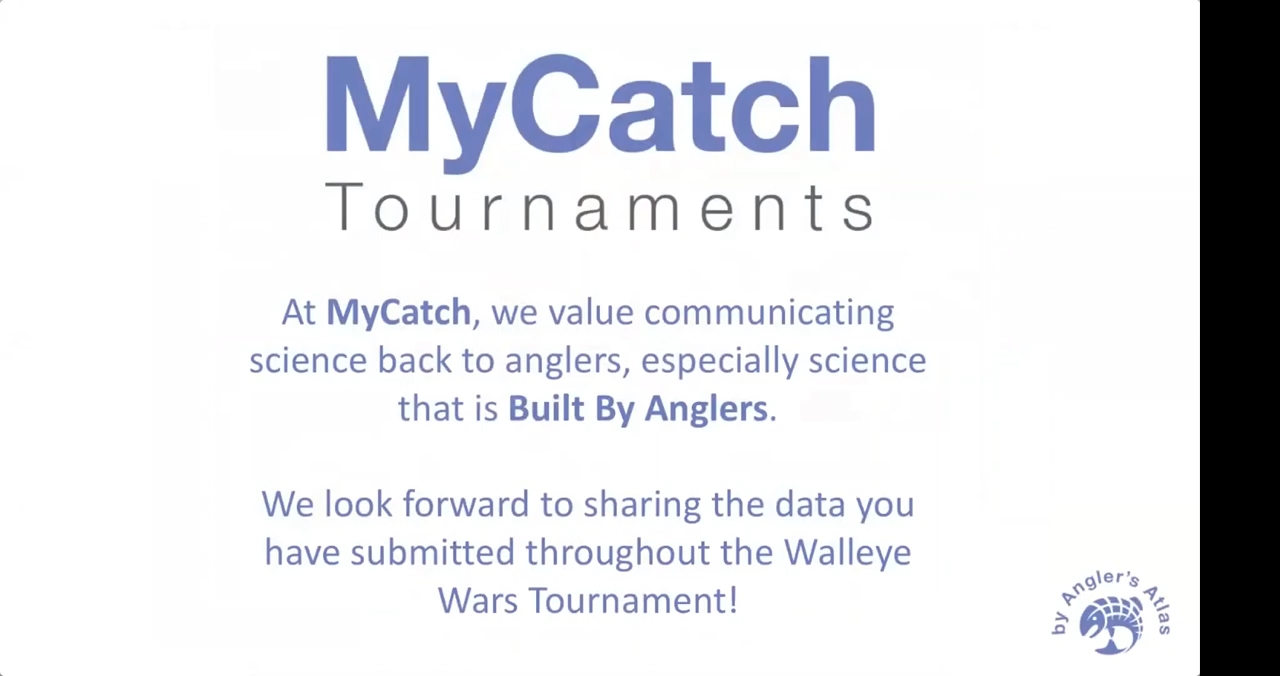 MyCatch
Tournaments
At MyCatch, we value communicating
science back to anglers, especially science
that is Built By Anglers.
We look forward to sharing the data you
have submitted throughout the Walleye
Wars Tournament!
by Angler's Atlas